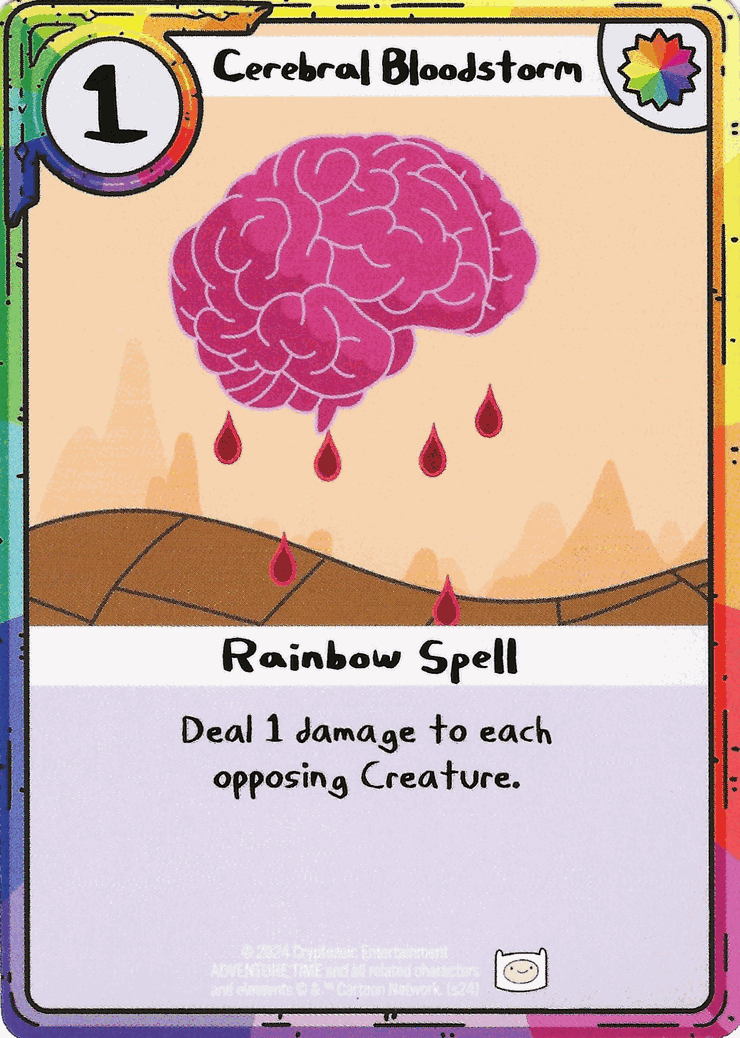 1
Cerebral Bloodstorm
Rainbow Spell
Deal 1 damage to each
opposing Creature.
© 2024 Cryptozoic Entertainment
ADVENTURE TIME and all related characters
and elements © & ™ Cartoon Network. (s24)